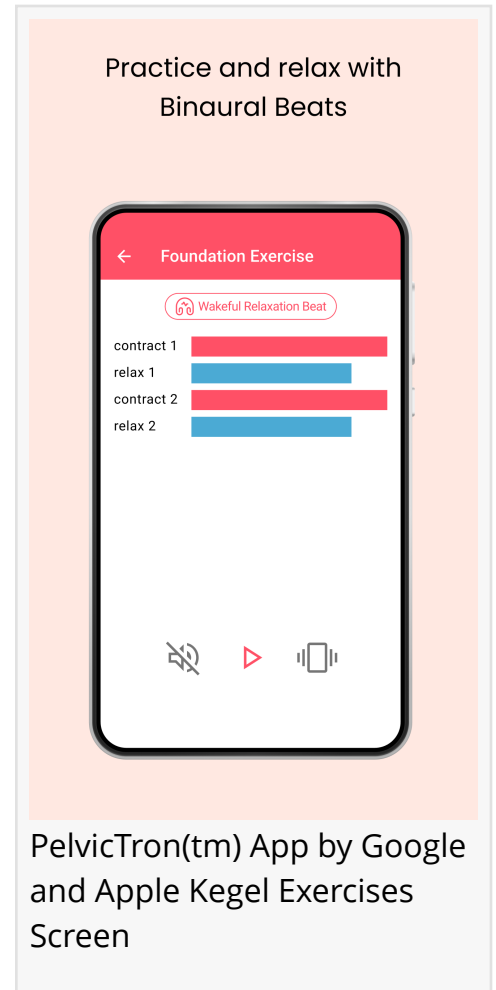 Practice and relax with
Binaural Beats
Foundation Exercise
Wakeful Relaxation Beat
contract 1
relax 1
contract 2
relax 2
PelvicTron(tm) App by Google
and Apple Kegel Exercises
Screen